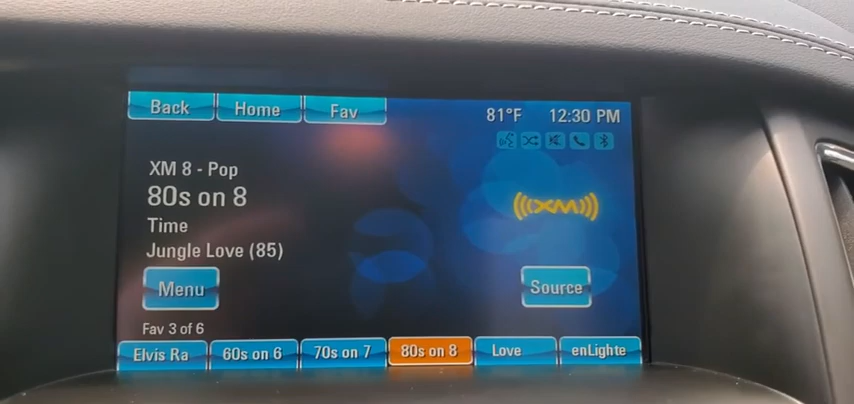 Back Home Fav 81°F 12:30 PM
XM 8 - Pop
80s on 8
Time
Jungle Love (85)
(((XM)))
Menu Source
Fav 3 of 6
Elvis Ra 60s on 6 70s on 7 80s on 8 Love enLighte